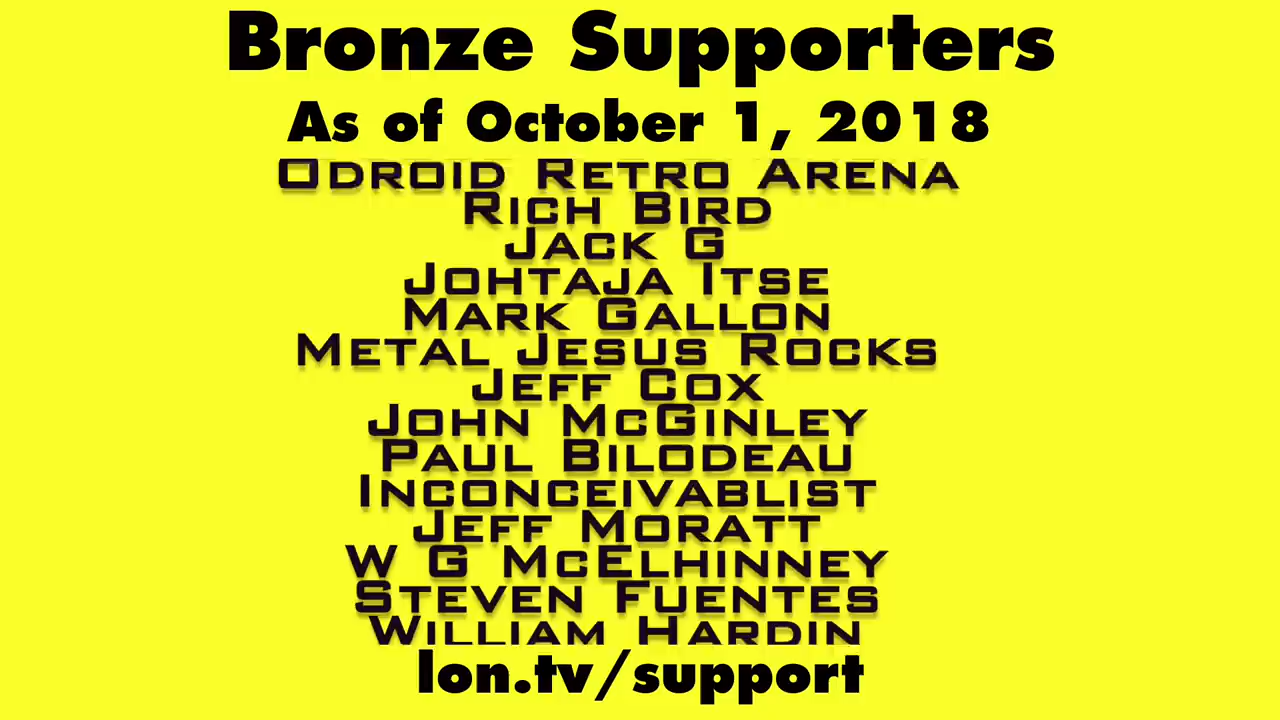 Bronze Supporters
As of October 1, 2018
Odroid Retro Arena
Rich Bird
Jack G
Johtaja Itse
Mark Gallon
Metal Jesus Rocks
Jeff Cox
John McGinley
Paul Bilodeau
Inconceivablist
Jeff Moratt
W G McElhinney
Steven Fuentes
William Hardin
lon.tv/support